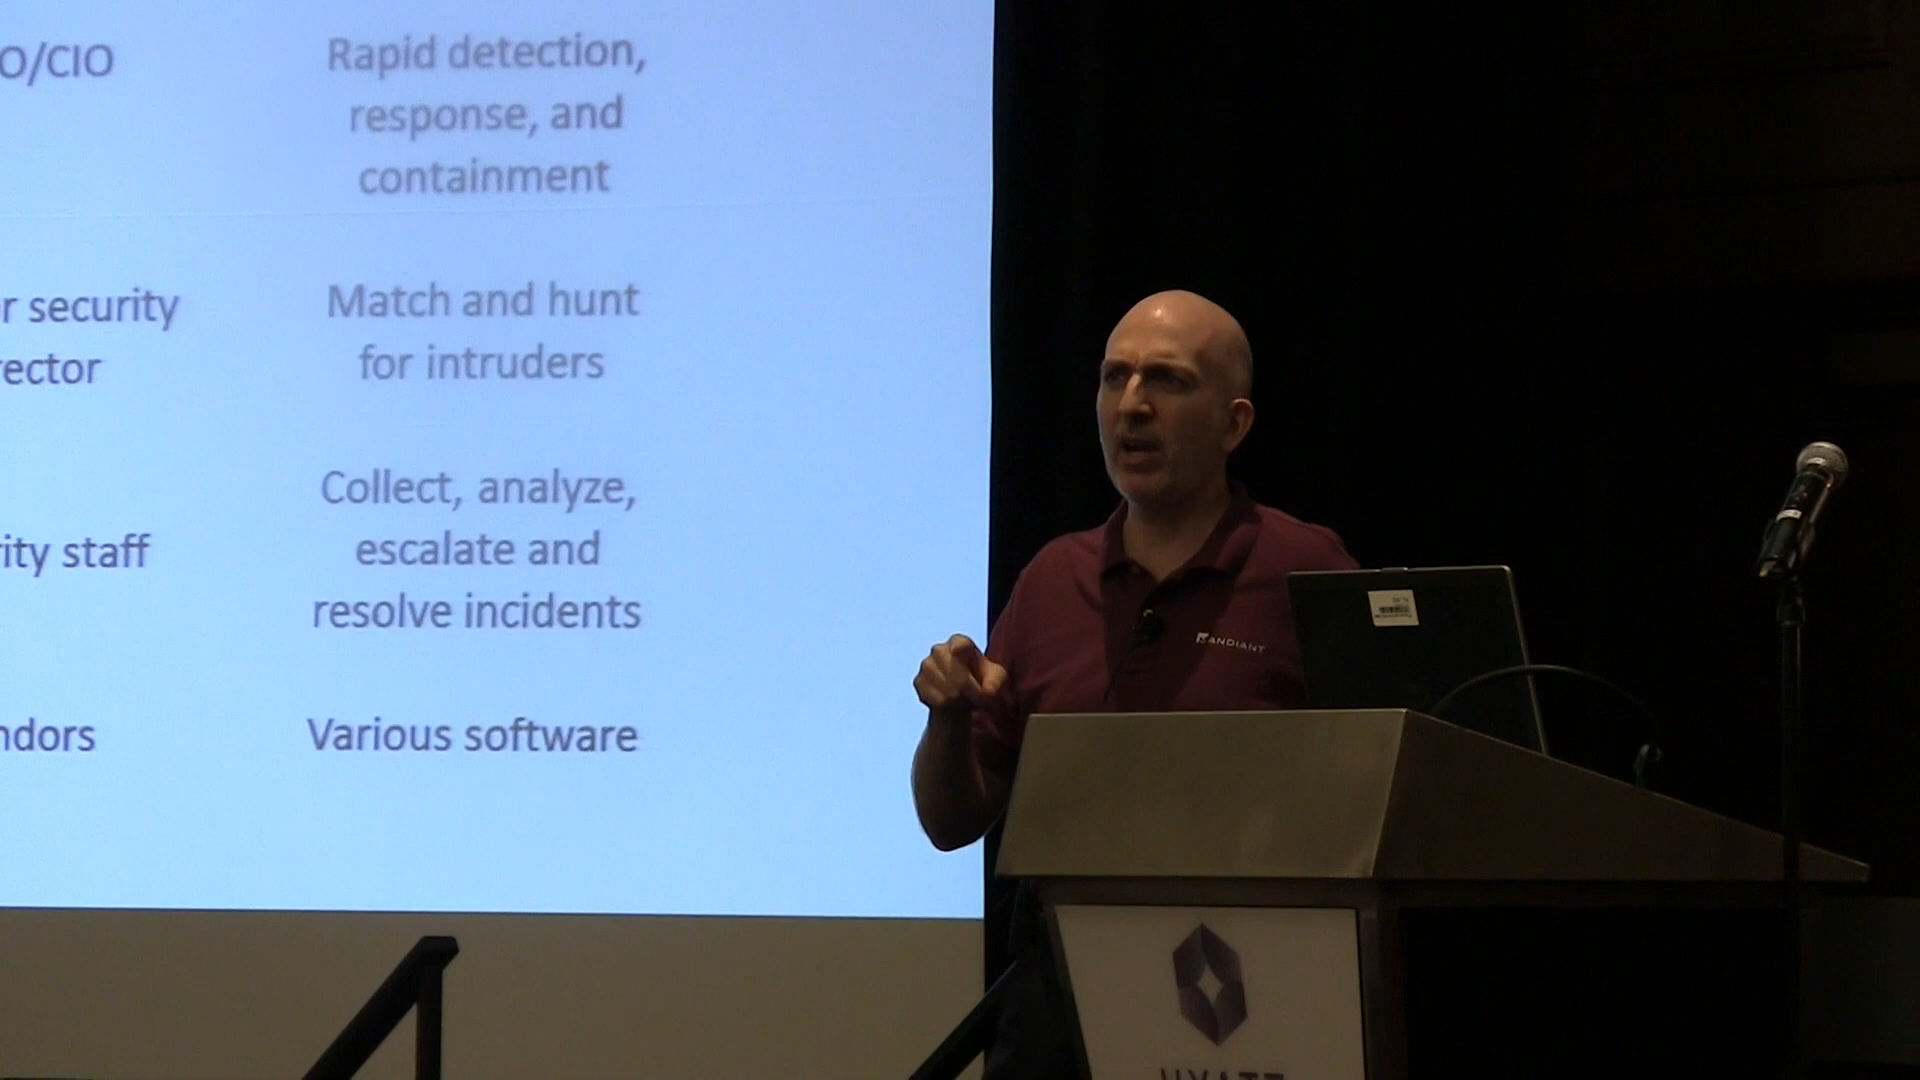 O/CIO
Rapid detection,
response, and
containment
r security
rector
Match and hunt
for intruders
ity staff
Collect, analyze,
escalate and
resolve incidents
ndors
Various software
MANDIANT
HYATT